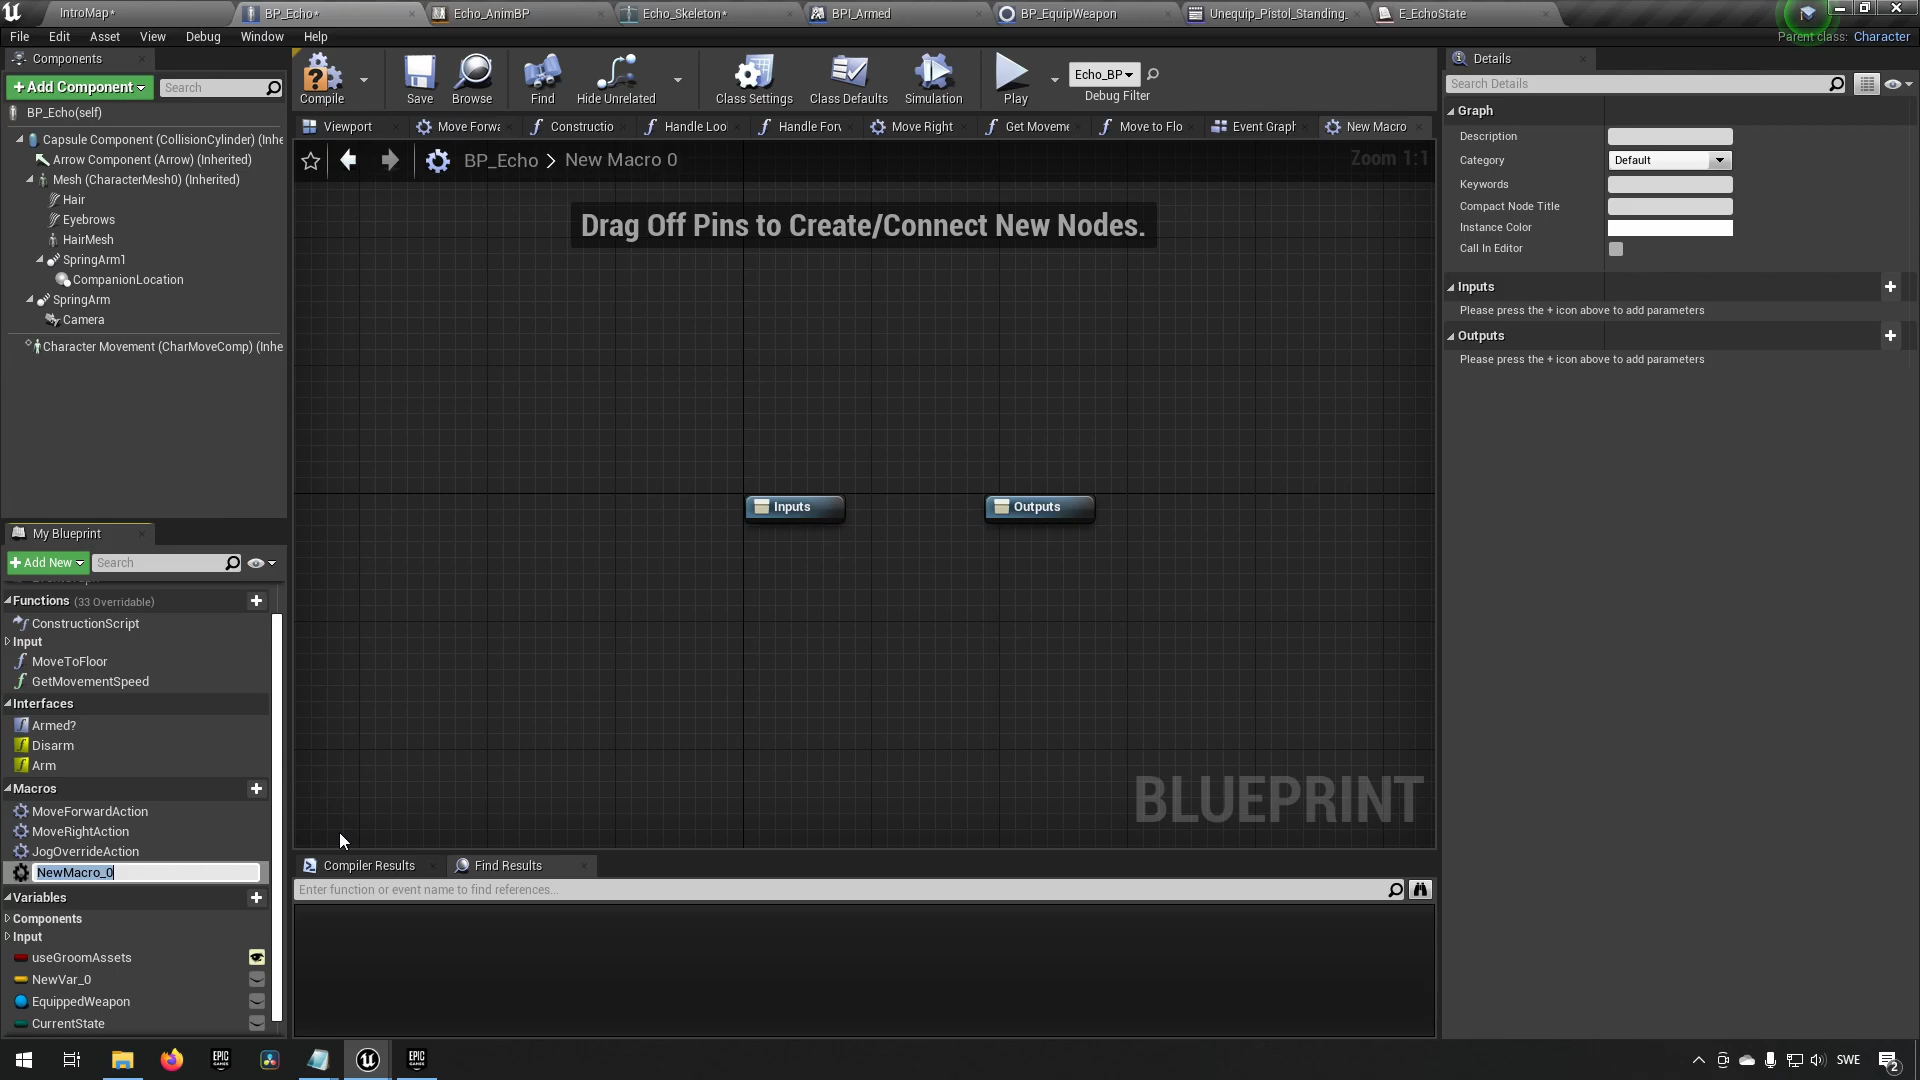 IntroMap*
BP_Echo*
Echo_AnimBP
Echo_Skeleton*
BPI_Armed
BP_EquipWeapon
Unequip_Pistol_Standing_
E_EchoState
File
Edit
Asset
View
Debug
Window
Help
Parent class: Character
Components
+ Add Component
Search
BP_Echo(self)
Capsule Component (CollisionCylinder) (Inhe
Arrow Component (Arrow) (Inherited)
Mesh (CharacterMesh0) (Inherited)
Hair
Eyebrows
HairMesh
SpringArm1
CompanionLocation
SpringArm
Camera
Character Movement (CharMoveComp) (Inhe
Compile
Save
Browse
Find
Hide Unrelated
Class Settings
Class Defaults
Simulation
Play
Echo_BP
Debug Filter
Viewport
Move Forwa
Constructio
Handle Loo
Handle Forv
Move Right
Get Moveme
Move to Flo
Event Graph
New Macro
BP_Echo > New Macro 0
Zoom 1:1
Drag Off Pins to Create/Connect New Nodes.
Inputs
Outputs
BLUEPRINT
My Blueprint
+ Add New
Search
Functions (33 Overridable)
ConstructionScript
Input
MoveToFloor
GetMovementSpeed
Interfaces
Armed?
Disarm
Arm
Macros
MoveForwardAction
MoveRightAction
JogOverrideAction
NewMacro_0
Variables
Components
Input
useGroomAssets
NewVar_0
EquippedWeapon
CurrentState
Compiler Results
Find Results
Enter function or event name to find references...
Details
Search Details
Graph
Description
Category
Default
Keywords
Compact Node Title
Instance Color
Call In Editor
Inputs
Please press the + icon above to add parameters
Outputs
Please press the + icon above to add parameters
EPIC GAMES
EPIC GAMES
SWE
2